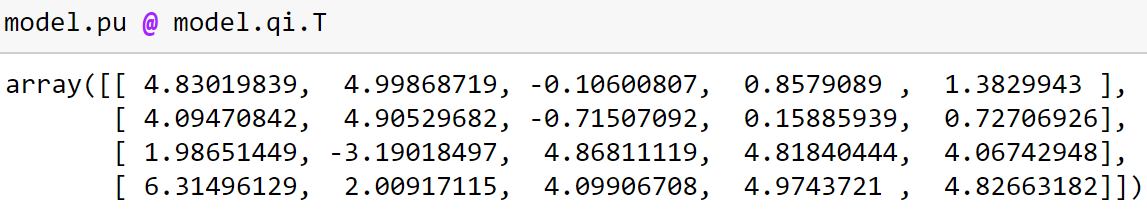 model.pu @ model.qi.T
array([[ 4.83019839,  4.99868719, -0.10600807,  0.8579089 ,  1.3829943 ],
       [ 4.09470842,  4.90529682, -0.71507092,  0.15885939,  0.72706926],
       [ 1.98651449, -3.19018497,  4.86811119,  4.81840444,  4.06742948],
       [ 6.31496129,  2.00917115,  4.09906708,  4.9743721 ,  4.82663182]])